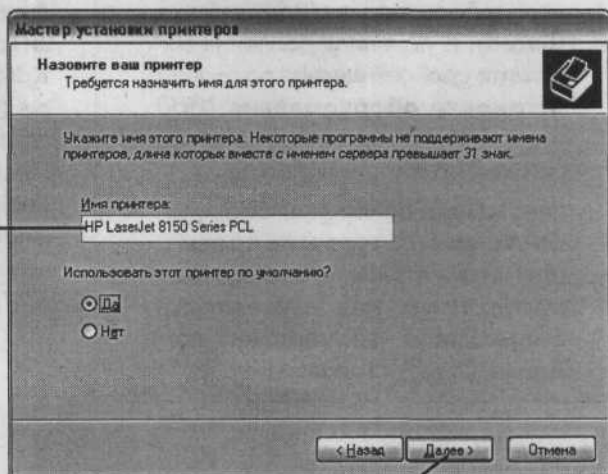 Мастер установки принтеров
Назовите ваш принтер
Требуется назначить имя для этого принтера.
Укажите имя этого принтера. Некоторые программы не поддерживают имена
принтеров, длина которых вместе с именем сервера превышает 31 знак.
Имя принтера:
HP LaserJet 8150 Series PCL
Использовать этот принтер по умолчанию?
Да
Нет
< Назад
Далее >
Отмена